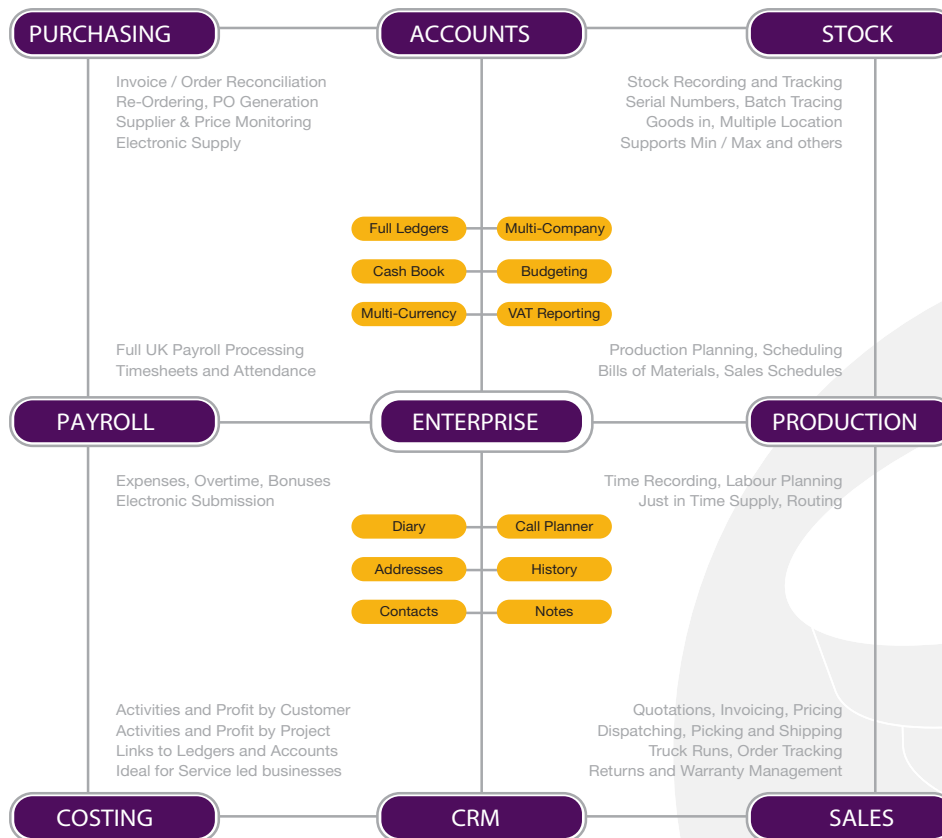 PURCHASING
ACCOUNTS
STOCK
Invoice / Order Reconciliation
Re-Ordering, PO Generation
Supplier & Price Monitoring
Electronic Supply
Stock Recording and Tracking
Serial Numbers, Batch Tracing
Goods in, Multiple Location
Supports Min / Max and others
Full Ledgers
Multi-Company
Cash Book
Budgeting
Multi-Currency
VAT Reporting
Full UK Payroll Processing
Timesheets and Attendance
Production Planning, Scheduling
Bills of Materials, Sales Schedules
PAYROLL
ENTERPRISE
PRODUCTION
Expenses, Overtime, Bonuses
Electronic Submission
Time Recording, Labour Planning
Just in Time Supply, Routing
Diary
Call Planner
Addresses
History
Contacts
Notes
Activities and Profit by Customer
Activities and Profit by Project
Links to Ledgers and Accounts
Ideal for Service led businesses
Quotations, Invoicing, Pricing
Dispatching, Picking and Shipping
Truck Runs, Order Tracking
Returns and Warranty Management
COSTING
CRM
SALES